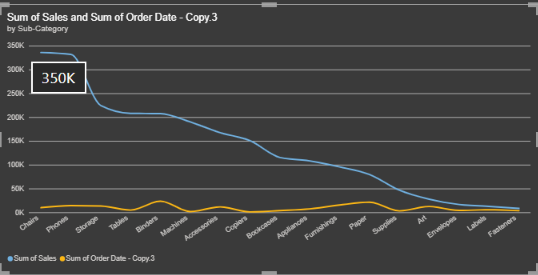 Sum of Sales and Sum of Order Date - Copy.3
by Sub-Category
350K
300K
350K
250K
200K
150K
100K
50K
0K
Chairs
Phones
Storage
Tables
Binders
Machines
Accessories
Copiers
Bookcases
Appliances
Furnishings
Paper
Supplies
Art
Envelopes
Labels
Fasteners
Sum of Sales
Sum of Order Date - Copy.3